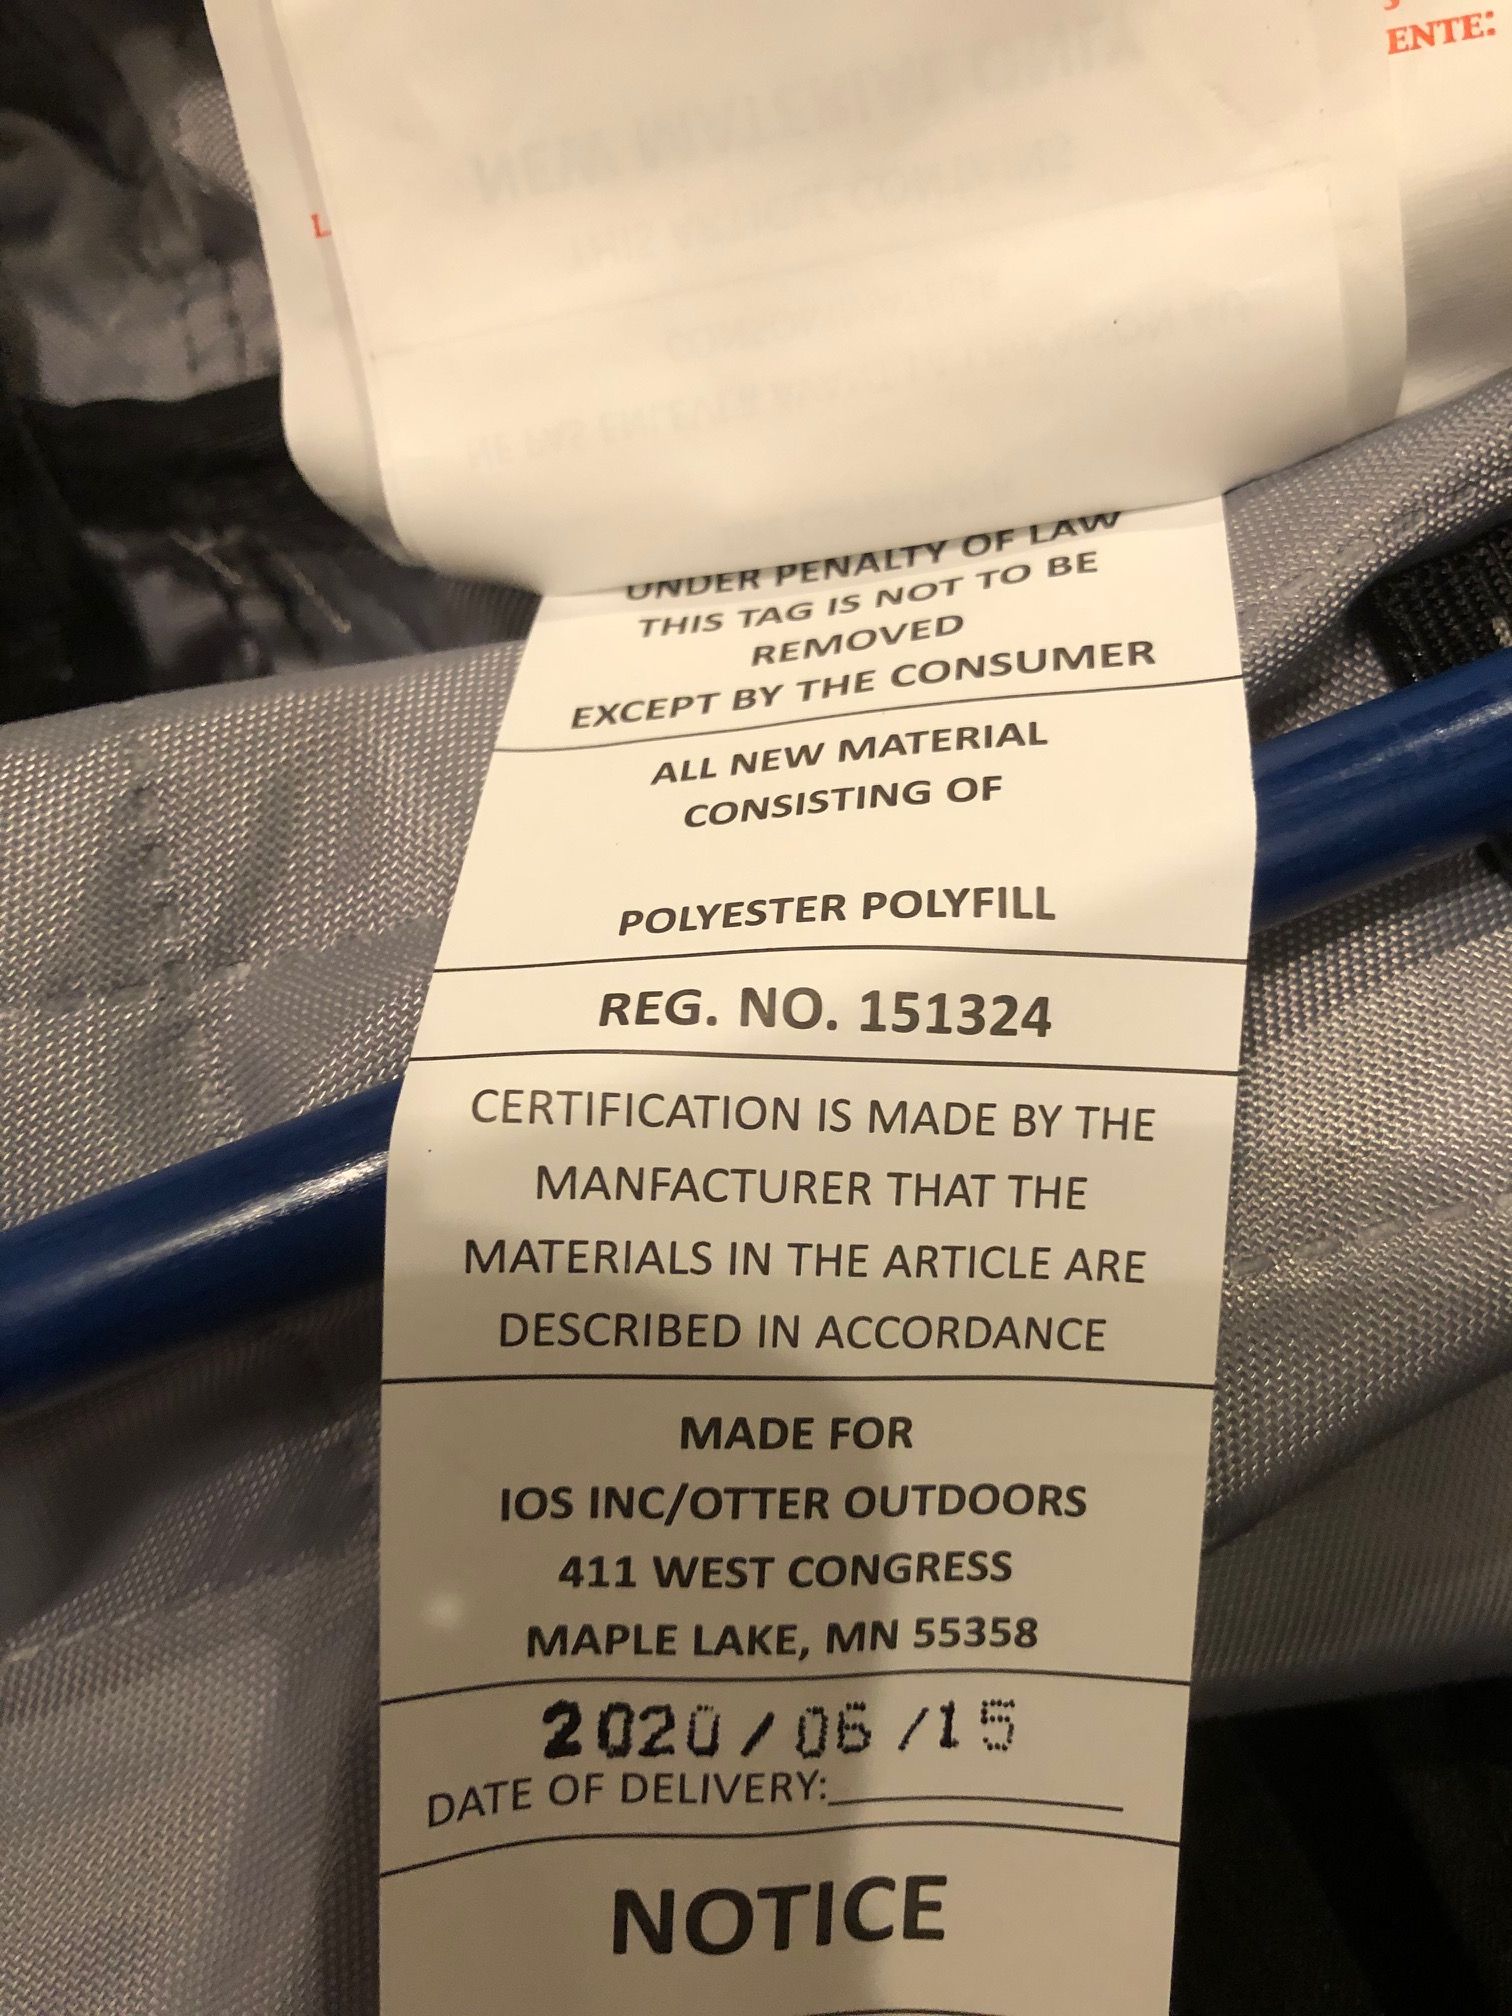 ENTE:
L
UNDER PENALTY OF LAW
THIS TAG IS NOT TO BE
REMOVED
EXCEPT BY THE CONSUMER
ALL NEW MATERIAL
CONSISTING OF
POLYESTER POLYFILL
REG. NO. 151324
CERTIFICATION IS MADE BY THE
MANFACTURER THAT THE
MATERIALS IN THE ARTICLE ARE
DESCRIBED IN ACCORDANCE
MADE FOR
IOS INC/OTTER OUTDOORS
411 WEST CONGRESS
MAPLE LAKE, MN 55358
2020/06/15
DATE OF DELIVERY:
NOTICE